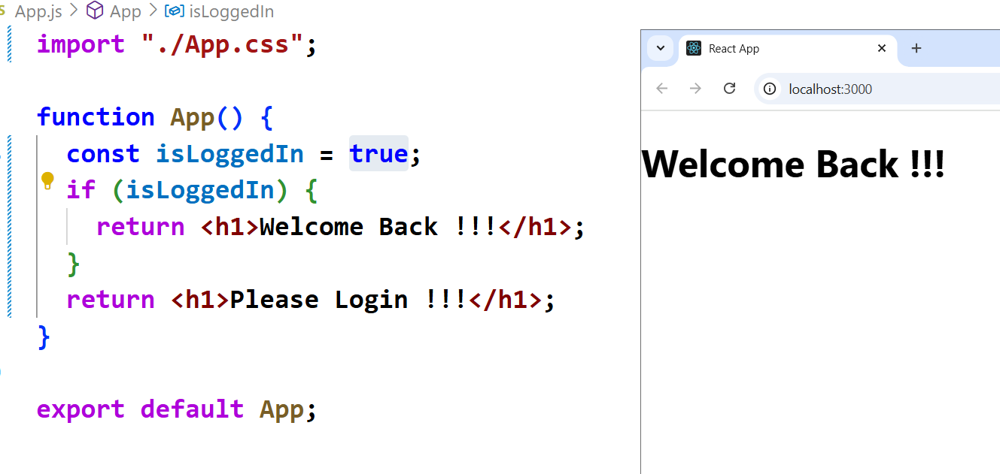 App.js > App > isLoggedIn
import "./App.css";
function App() {
const isLoggedIn = true;
if (isLoggedIn) {
return <h1>Welcome Back !!!</h1>;
}
return <h1>Please Login !!!</h1>;
}
export default App;
React App
localhost:3000
Welcome Back !!!